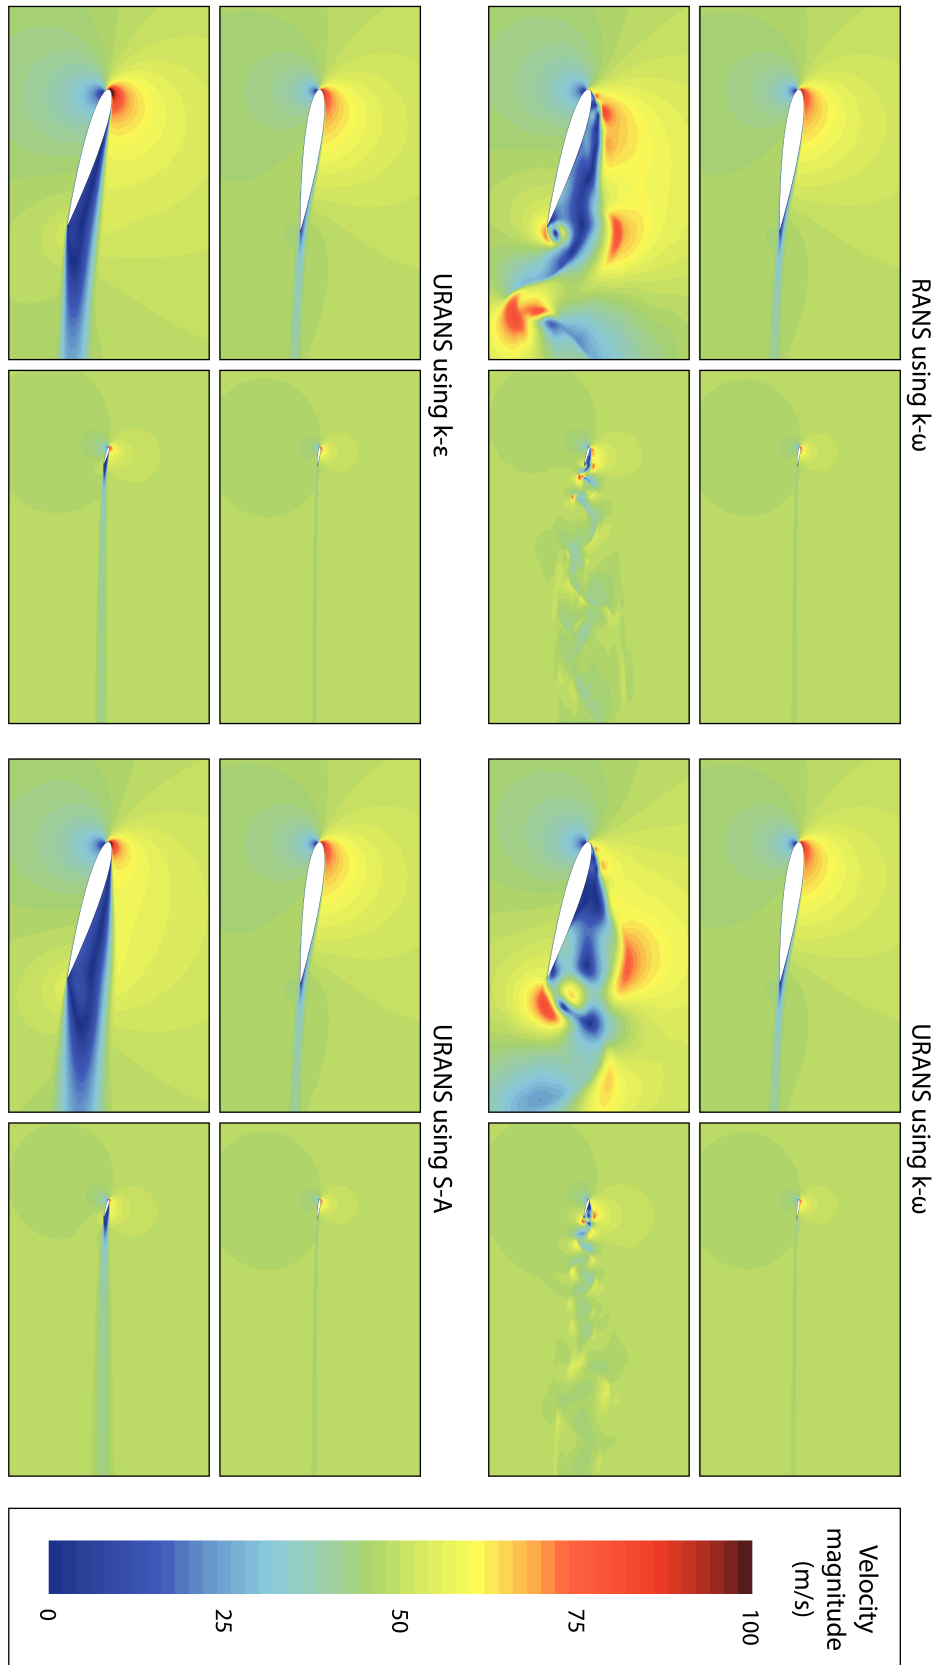 RANS using k-ω
URANS using k-ω
URANS using k-ε
URANS using S-A
Velocity
magnitude
(m/s)
100
75
50
25
0